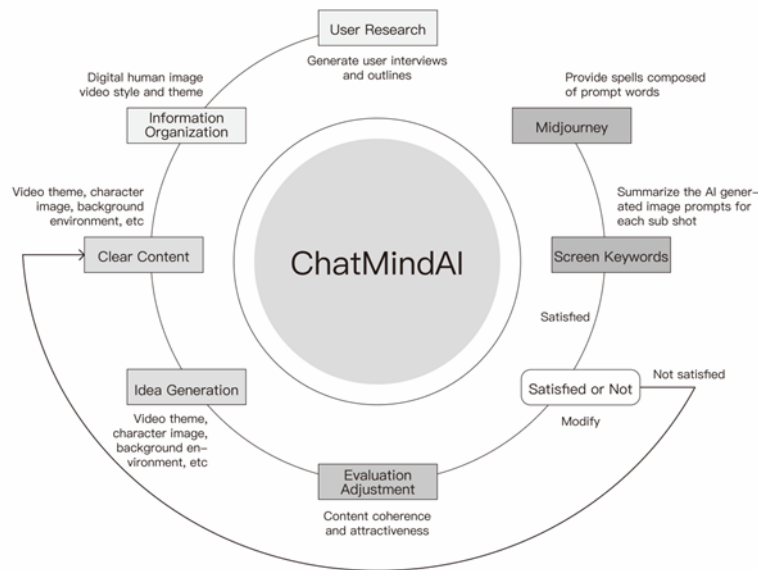 User Research
Generate user interviews
and outlines
Digital human image
video style and theme
Information
Organization
Video theme, character
image, background
environment, etc
Clear Content
Idea Generation
Video theme,
character image,
background en-
vironment, etc
Evaluation
Adjustment
Content coherence
and attractiveness
Satisfied or Not
Modify
Not satisfied
Satisfied
Screen Keywords
Summarize the AI gener-
ated image prompts for
each sub shot
Midjourney
Provide spells composed
of prompt words
ChatMindAI